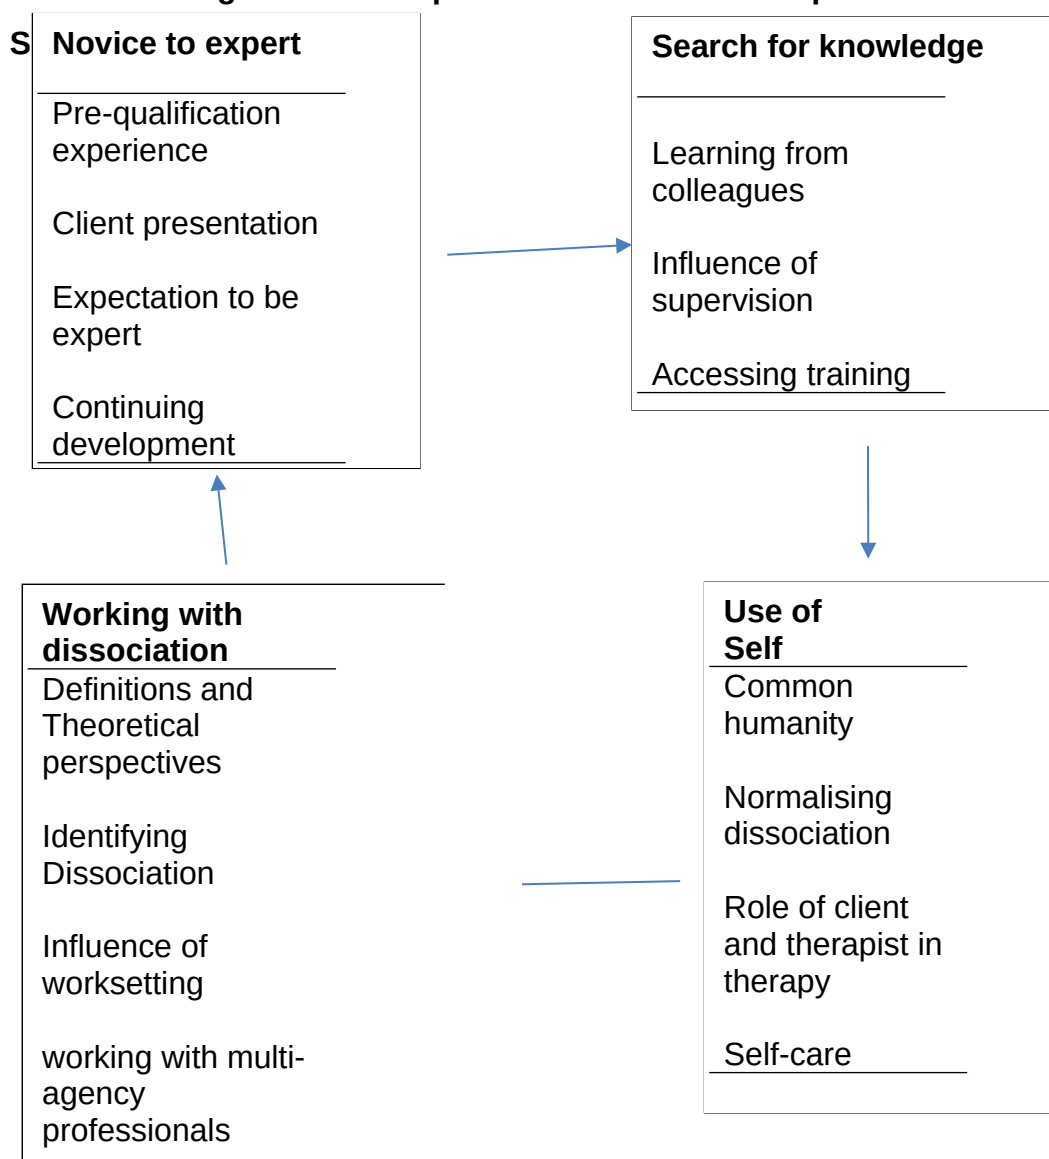 S
Novice to expert
Pre-qualification
experience
Client presentation
Expectation to be
expert
Continuing
development
Search for knowledge
Learning from
colleagues
Influence of
supervision
Accessing training
Working with
dissociation
Definitions and
Theoretical
perspectives
Identifying
Dissociation
Influence of
worksetting
working with multi-
agency
professionals
Use of
Self
Common
humanity
Normalising
dissociation
Role of client
and therapist in
therapy
Self-care